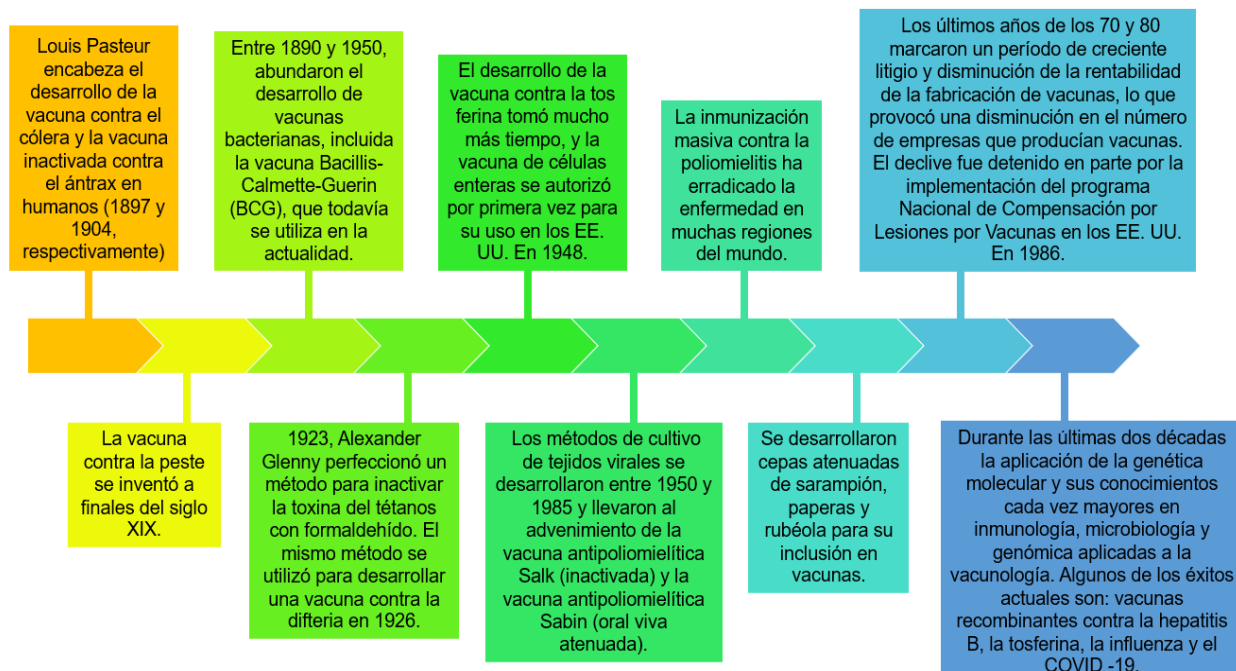 Louis Pasteur
encabeza el
desarrollo de la
vacuna contra el
cólera y la vacuna
inactivada contra
el ántrax en
humanos (1897 y
1904,
respectivamente)
La vacuna
contra la peste
se inventó a
finales del siglo
XIX.
Entre 1890 y 1950,
abundaron el
desarrollo de
vacunas
bacterianas, incluida
la vacuna Bacillis-
Calmette-Guerin
(BCG), que todavía
se utiliza en la
actualidad.
1923, Alexander
Glenny perfeccionó un
método para inactivar
la toxina del tétanos
con formaldehído. El
mismo método se
utilizó para desarrollar
una vacuna contra la
difteria en 1926.
El desarrollo de la
vacuna contra la tos
ferina tomó mucho
más tiempo, y la
vacuna de células
enteras se autorizó
por primera vez para
su uso en los EE.
UU. En 1948.
Los métodos de cultivo
de tejidos virales se
desarrollaron entre 1950 y
1985 y llevaron al
advenimiento de la
vacuna antipoliomielítica
Salk (inactivada) y la
vacuna antipoliomielítica
Sabin (oral viva
atenuada).
La inmunización
masiva contra la
poliomielitis ha
erradicado la
enfermedad en
muchas regiones
del mundo.
Se desarrollaron
cepas atenuadas
de sarampión,
paperas y
rubéola para su
inclusión en
vacunas.
Los últimos años de los 70 y 80
marcaron un período de creciente
litigio y disminución de la rentabilidad
de la fabricación de vacunas, lo que
provocó una disminución en el número
de empresas que producían vacunas.
El declive fue detenido en parte por la
implementación del programa
Nacional de Compensación por
Lesiones por Vacunas en los EE. UU.
En 1986.
Durante las últimas dos décadas
la aplicación de la genética
molecular y sus conocimientos
cada vez mayores en
inmunología, microbiología y
genómica aplicadas a la
vacunología. Algunos de los éxitos
actuales son: vacunas
recombinantes contra la hepatitis
B, la tosferina, la influenza y el
COVID -19.